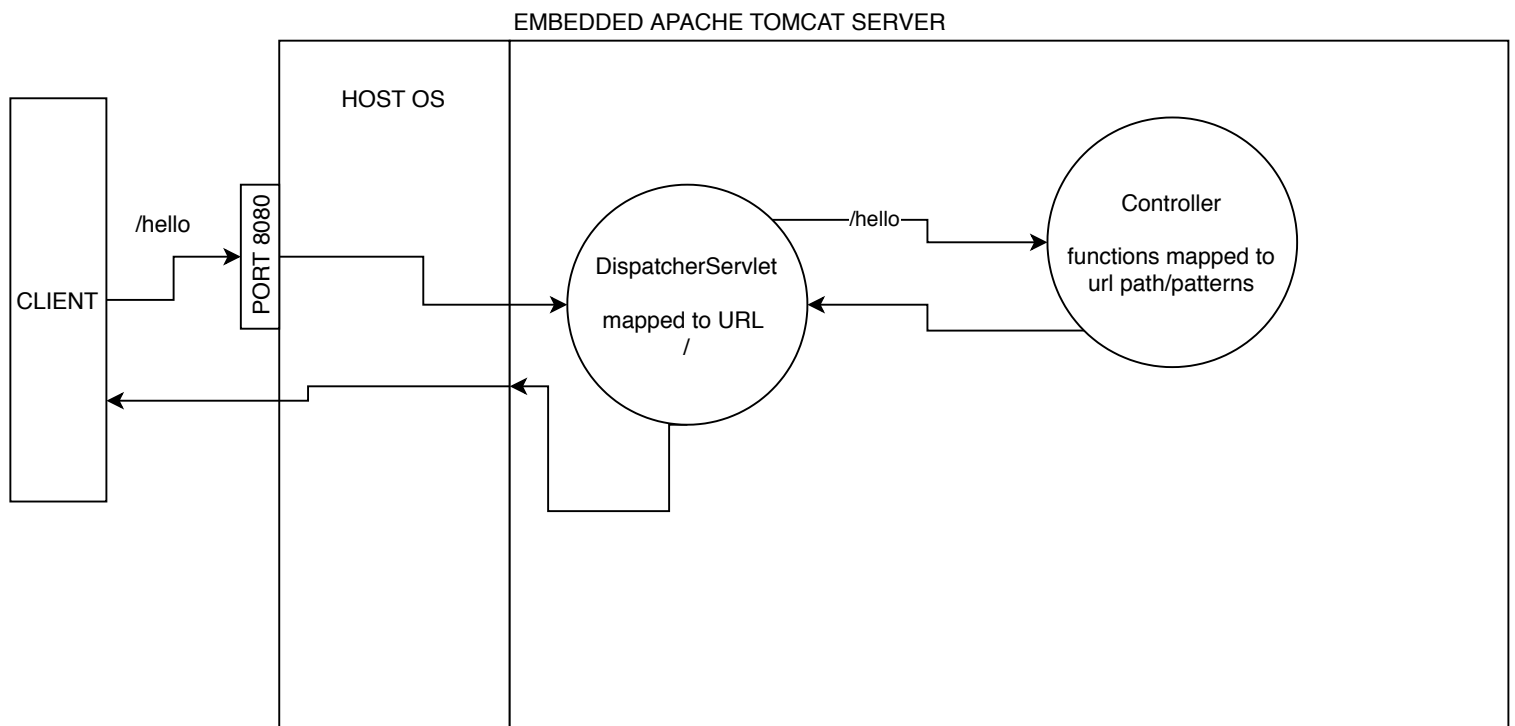 EMBEDDED APACHE TOMCAT SERVER
HOST OS
/hello
PORT 8080
CLIENT
DispatcherServlet
mapped to URL
/
/hello
Controller
functions mapped to
url path/patterns